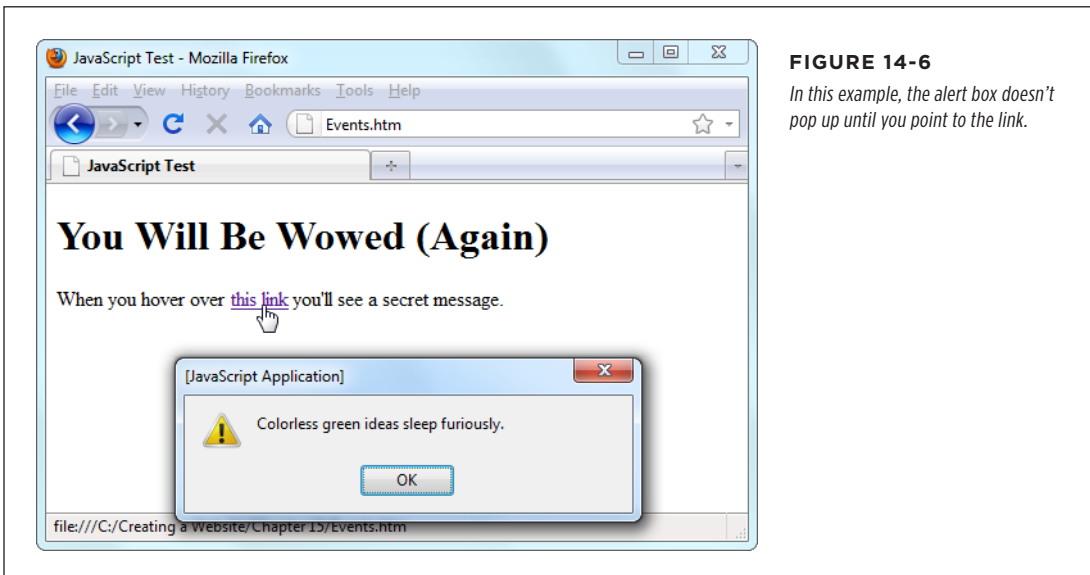 JavaScript Test - Mozilla Firefox
File Edit View History Bookmarks Tools Help
Events.htm
JavaScript Test
You Will Be Wowed (Again)
When you hover over this link you'll see a secret message.
[JavaScript Application]
Colorless green ideas sleep furiously.
OK
file:///C:/Creating a Website/Chapter 15/Events.htm
FIGURE 14-6
In this example, the alert box doesn't
pop up until you point to the link.